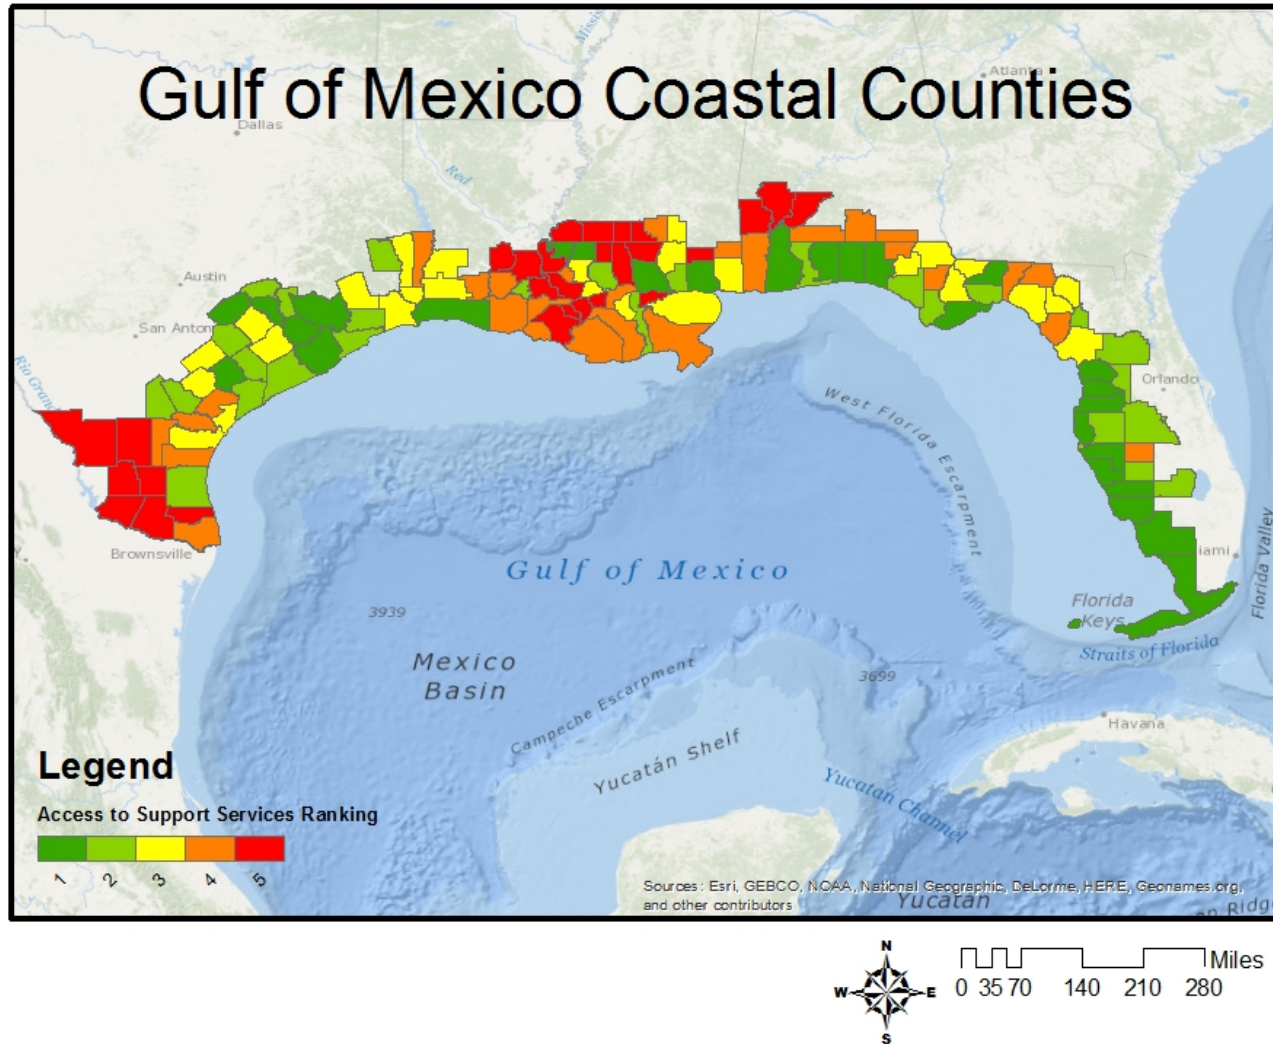 Gulf of Mexico Coastal Counties
Atlanta
Dallas
Red
Austin
San Anton
Rio Gran
Orlando
West Florida Escarpment
Brownsville
iami
Gulf of Mexico
Florida Valley
3939
Florida
Keys
Mexico
Basin
Straits of Florida
3699
Campeche Escarpment
Havana
Yucatán Shelf
Legend
Yucatan Channel
Access to Support Services Ranking
1 2 3 4 5
Sources: Esri, GEBCO, NOAA, National Geographic, DeLorme, HERE, Geonames.org,
and other contributors
Yucatan
an Ridge
N
W E
S
Miles
0 35 70 140 210 280